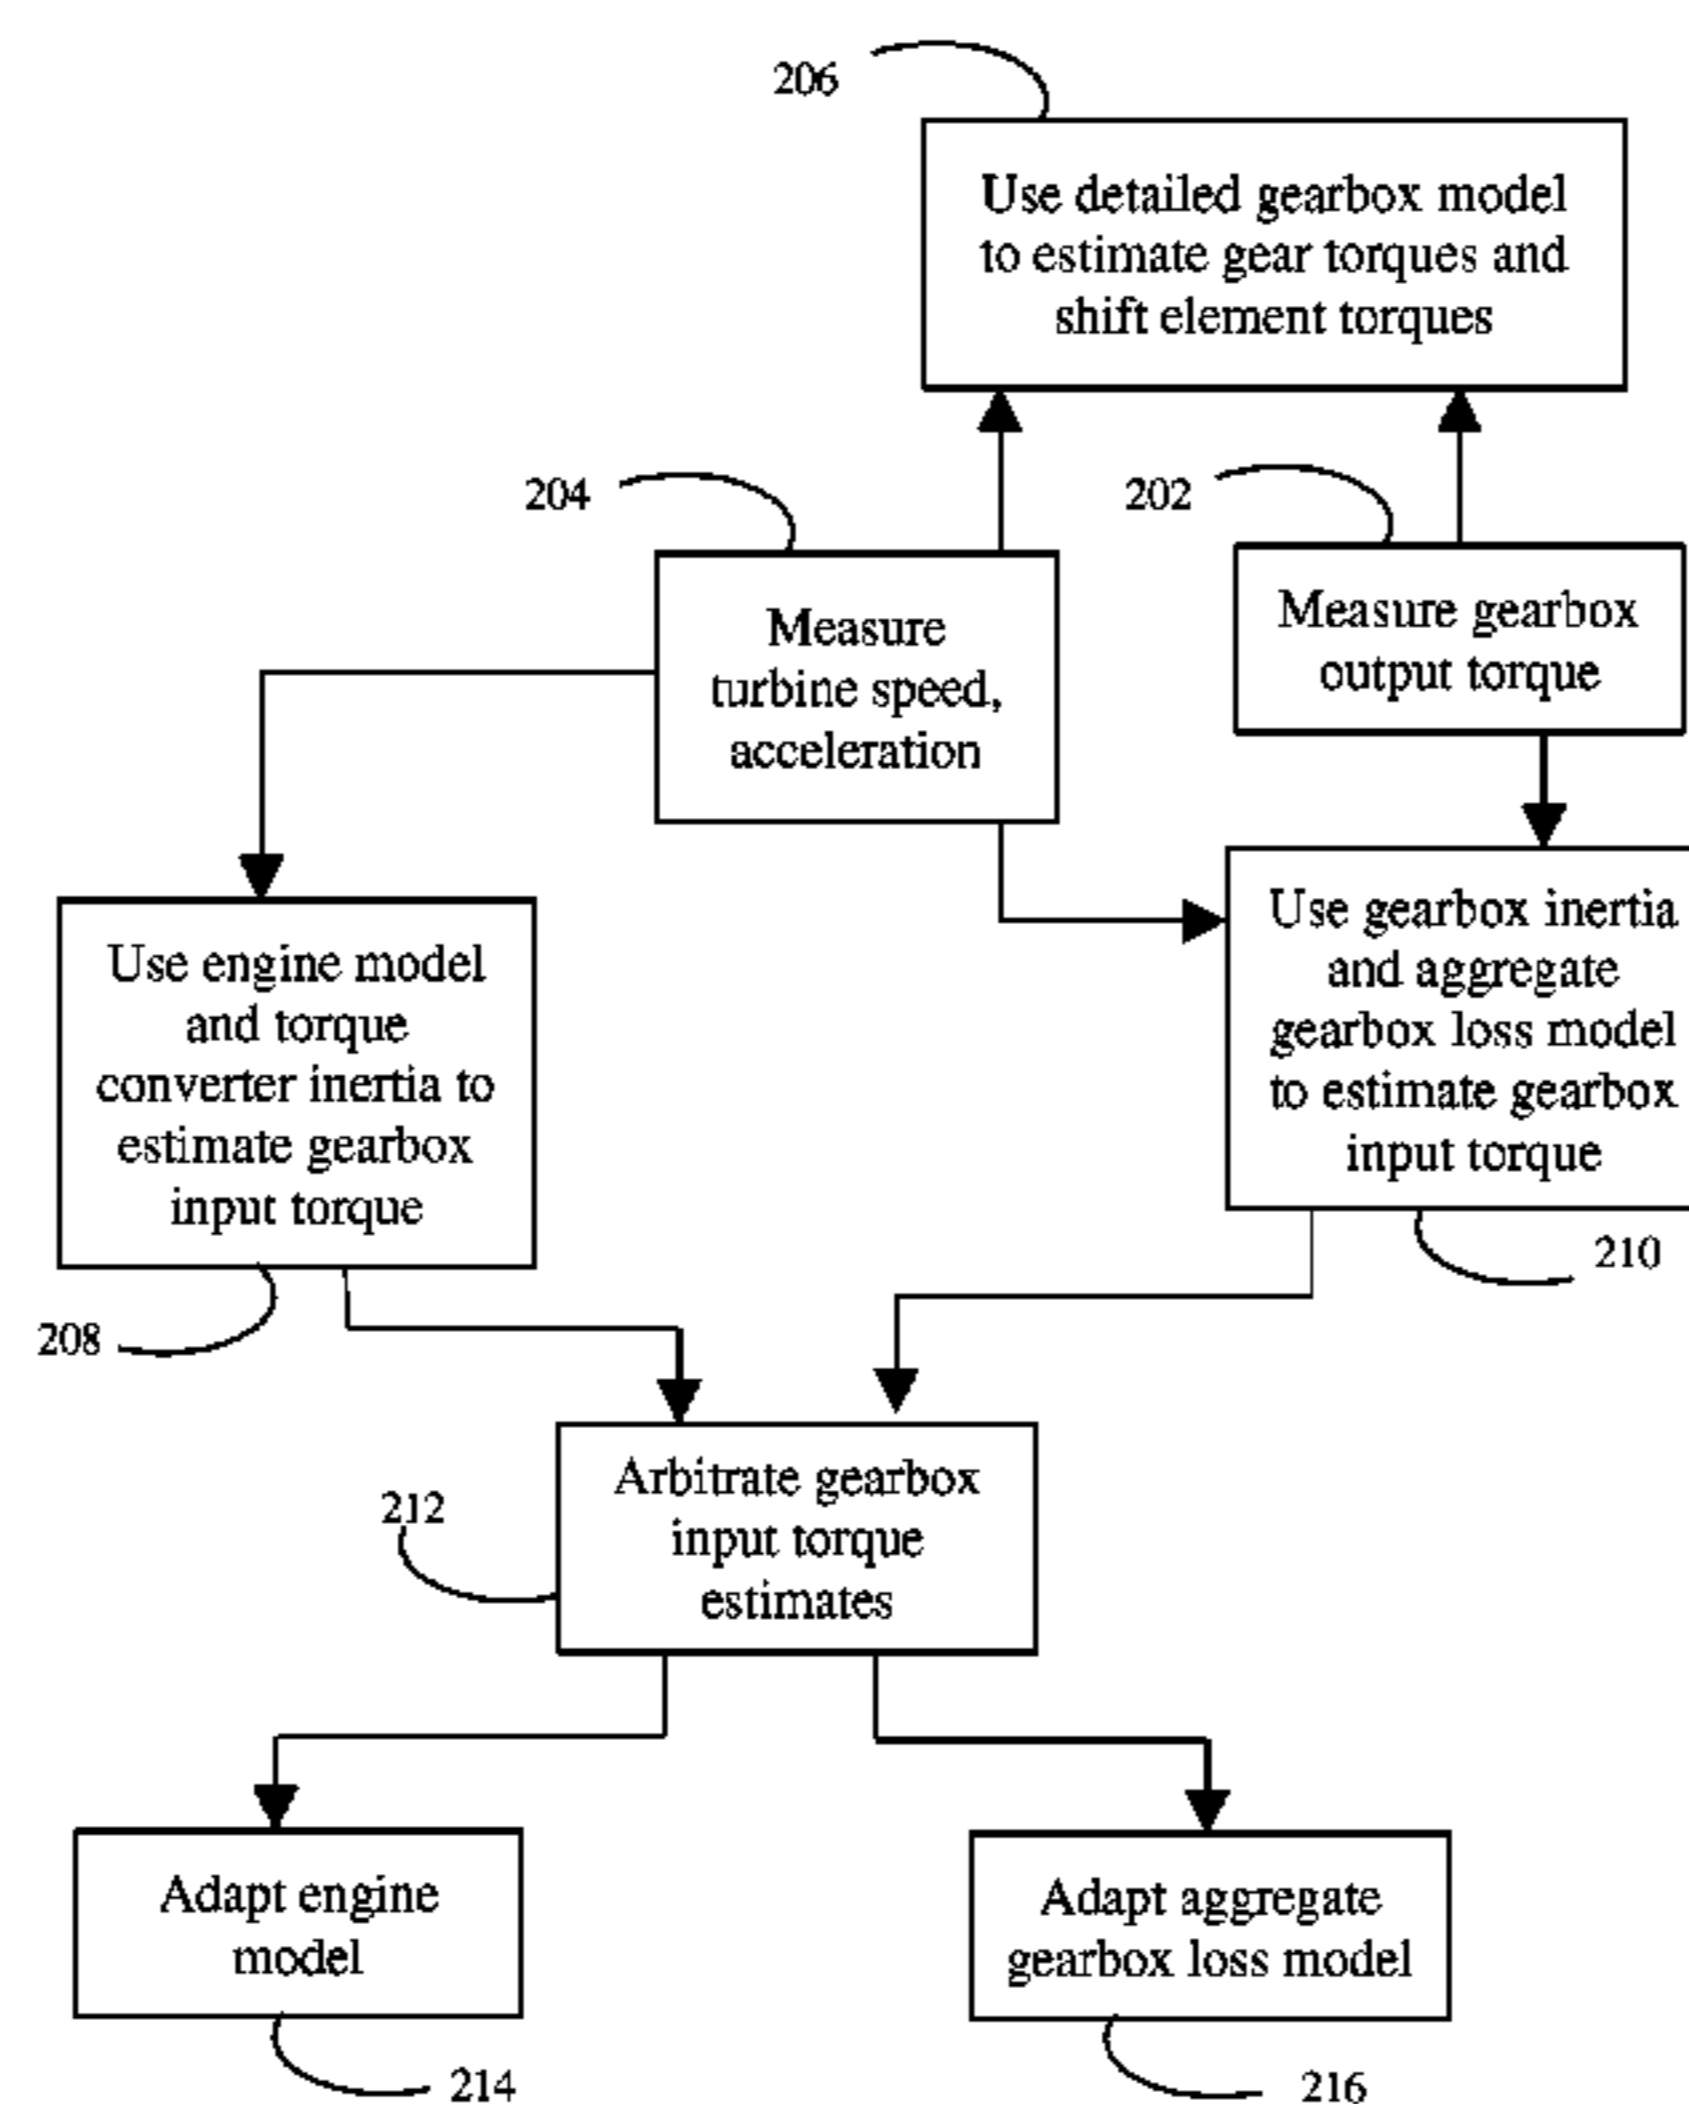 206
Use detailed gearbox model
to estimate gear torques and
shift element torques
204
202
Measure
turbine speed,
acceleration
Measure gearbox
output torque
Use engine model
and torque
converter inertia to
estimate gearbox
input torque
Use gearbox inertia
and aggregate
gearbox loss model
to estimate gearbox
input torque
210
208
Arbitrate gearbox
input torque
estimates
212
Adapt engine
model
Adapt aggregate
gearbox loss model
214
216